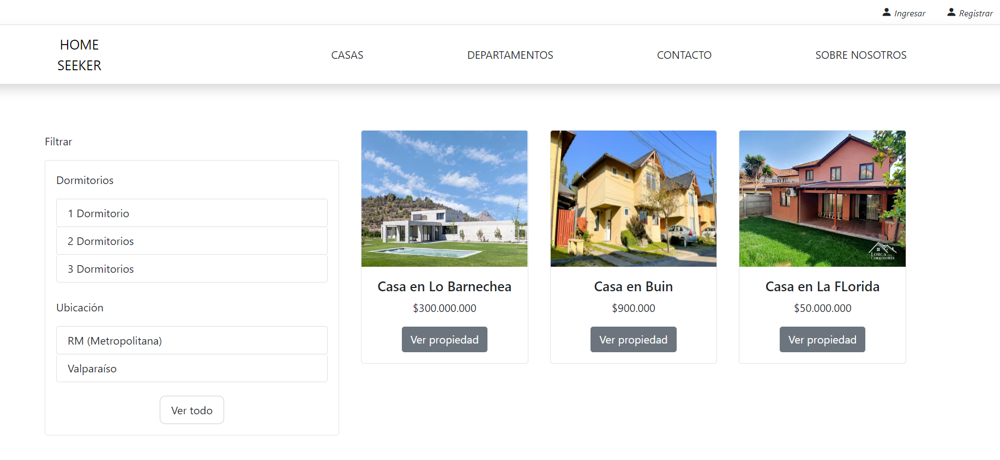 Ingresar
Registrar
HOME
SEEKER
CASAS
DEPARTAMENTOS
CONTACTO
SOBRE NOSOTROS
Filtrar
Dormitorios
1 Dormitorio
2 Dormitorios
3 Dormitorios
Ubicación
RM (Metropolitana)
Valparaíso
Ver todo
Casa en Lo Barnechea
$300.000.000
Ver propiedad
Casa en Buin
$900.000
Ver propiedad
LORCA
CORREDORES
Casa en La FLorida
$50.000.000
Ver propiedad